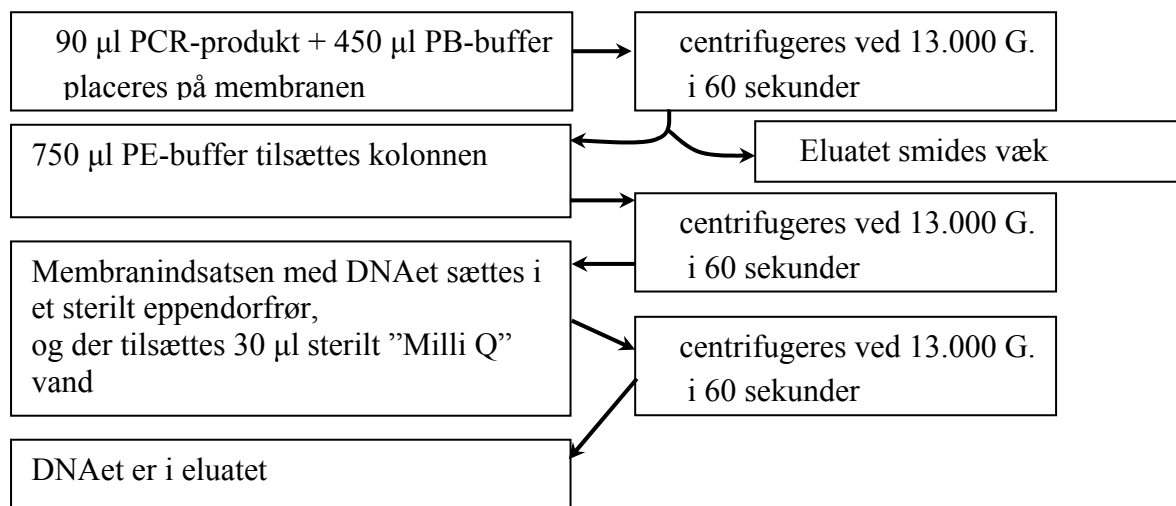 90 µl PCR-produkt + 450 µl PB-buffer
placeres på membranen
centrifugeres ved 13.000 G.
i 60 sekunder
750 µl PE-buffer tilsættes kolonnen
Eluatet smides væk
centrifugeres ved 13.000 G.
i 60 sekunder
Membranindsatsen med DNAet sættes i
et sterilt eppendorfrør,
og der tilsættes 30 µl sterilt ”Milli Q”
vand
centrifugeres ved 13.000 G.
i 60 sekunder
DNAet er i eluatet